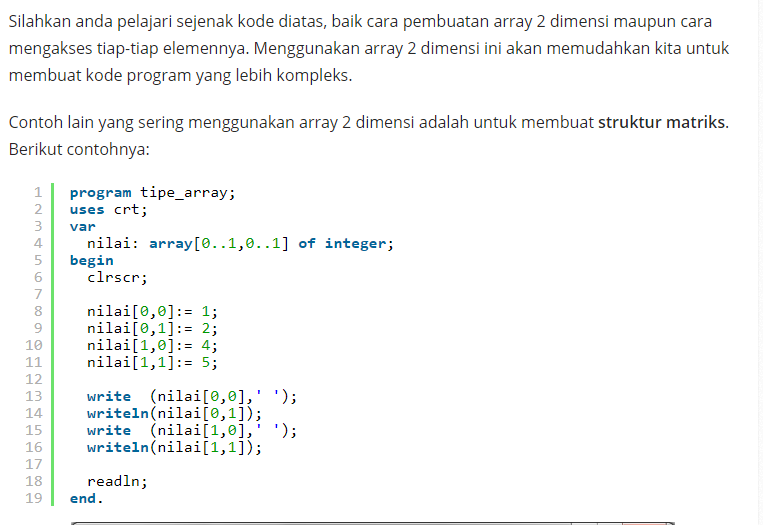 Silahkan anda pelajari sejenak kode diatas, baik cara pembuatan array 2 dimensi maupun cara
mengakses tiap-tiap elemennya. Menggunakan array 2 dimensi ini akan memudahkan kita untuk
membuat kode program yang lebih kompleks.
Contoh lain yang sering menggunakan array 2 dimensi adalah untuk membuat struktur matriks.
Berikut contohnya:
1 program tipe_array;
2 uses crt;
3 var
4   nilai: array[0..1,0..1] of integer;
5 begin
6   clrscr;
7
8   nilai[0,0]:= 1;
9   nilai[0,1]:= 2;
10   nilai[1,0]:= 4;
11   nilai[1,1]:= 5;
12
13   write  (nilai[0,0],' ');
14   writeln(nilai[0,1]);
15   write  (nilai[1,0],' ');
16   writeln(nilai[1,1]);
17
18   readln;
19 end.